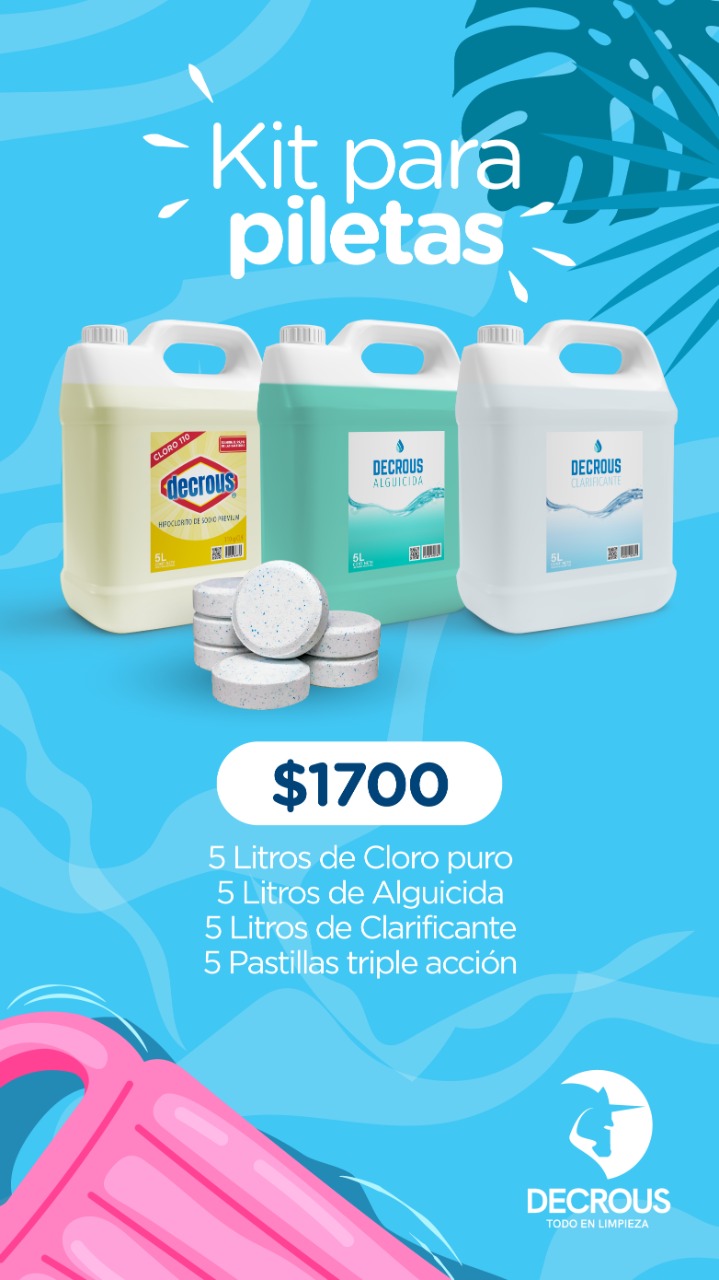 Kit para
piletas
CLORO 110
decrous
HIPOCLORITO DE SODIO PREMIUM
5L
DECROUS
ALGUICIDA
5L
DECROUS
CLARIFICANTE
5L
$1700
5 Litros de Cloro puro
5 Litros de Alguicida
5 Litros de Clarificante
5 Pastillas triple acción
DECROUS
TODO EN LIMPIEZA